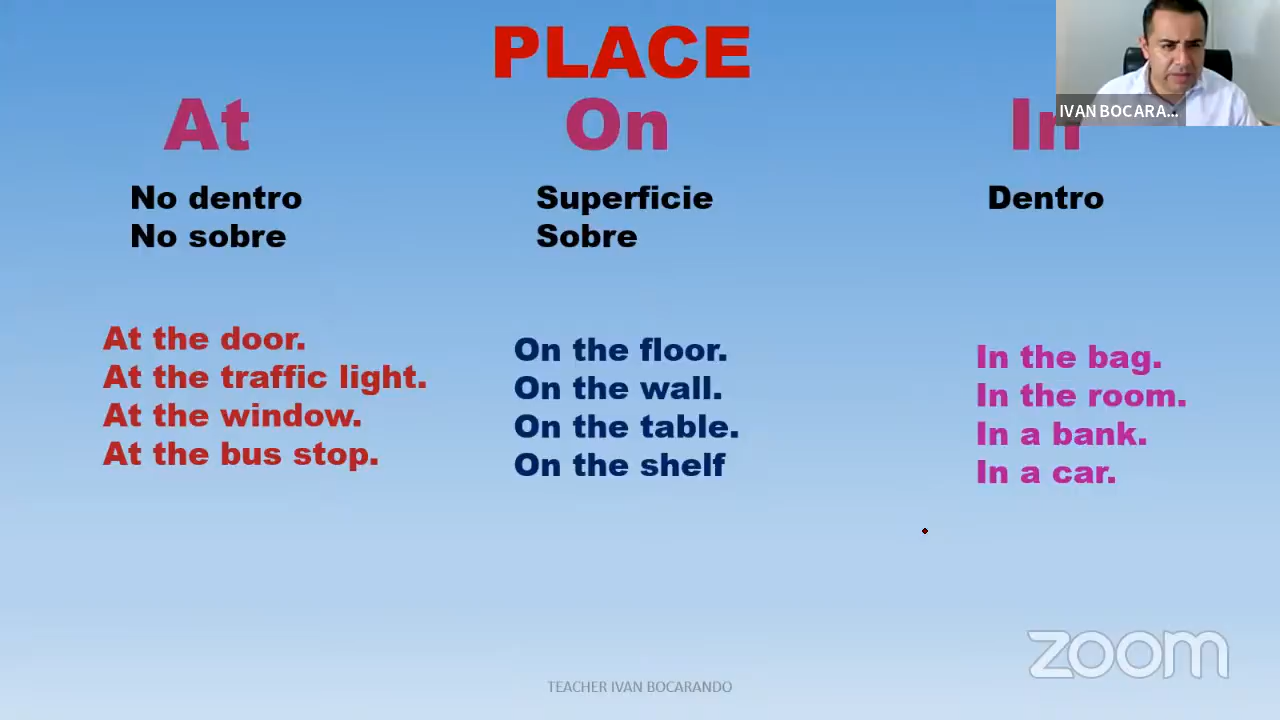 PLACE
At
No dentro
No sobre
At the door.
At the traffic light.
At the window.
At the bus stop.
On
Superficie
Sobre
On the floor.
On the wall.
On the table.
On the shelf
In
Dentro
In the bag.
In the room.
In a bank.
In a car.
IVAN BOCARA...
zoom
TEACHER IVAN BOCARANDO